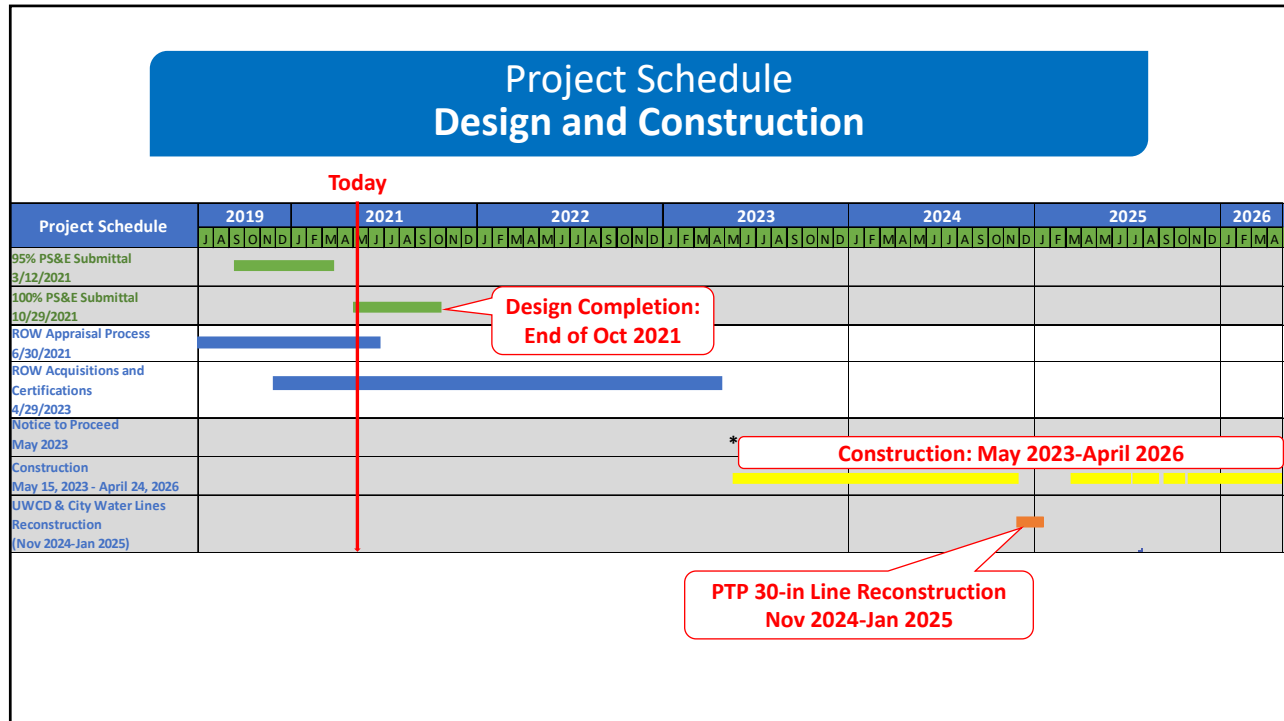 Project Schedule
Design and Construction
Today
Project Schedule 2019 2021 2022 2023 2024 2025 2026
J A S O N D J F M A M J J A S O N D J F M A M J J A S O N D J F M A M J J A S O N D J F M A M J J A S O N D J F M A M J J A S O N D J F M A
95% PS&E Submittal
3/12/2021
100% PS&E Submittal
10/29/2021
Design Completion:
End of Oct 2021
ROW Appraisal Process
6/30/2021
ROW Acquisitions and
Certifications
4/29/2023
Notice to Proceed
May 2023
*
Construction: May 2023-April 2026
Construction
May 15, 2023 - April 24, 2026
UWCD & City Water Lines
Reconstruction
(Nov 2024-Jan 2025)
PTP 30-in Line Reconstruction
Nov 2024-Jan 2025